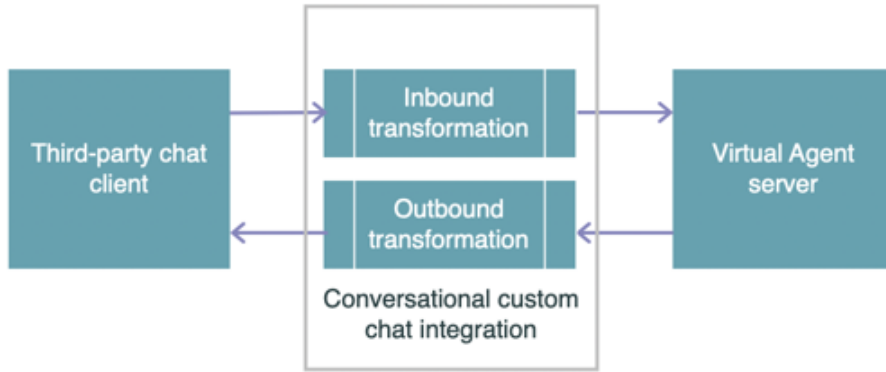 Third-party chat
client
Inbound
transformation
Outbound
transformation
Conversational custom
chat integration
Virtual Agent
server